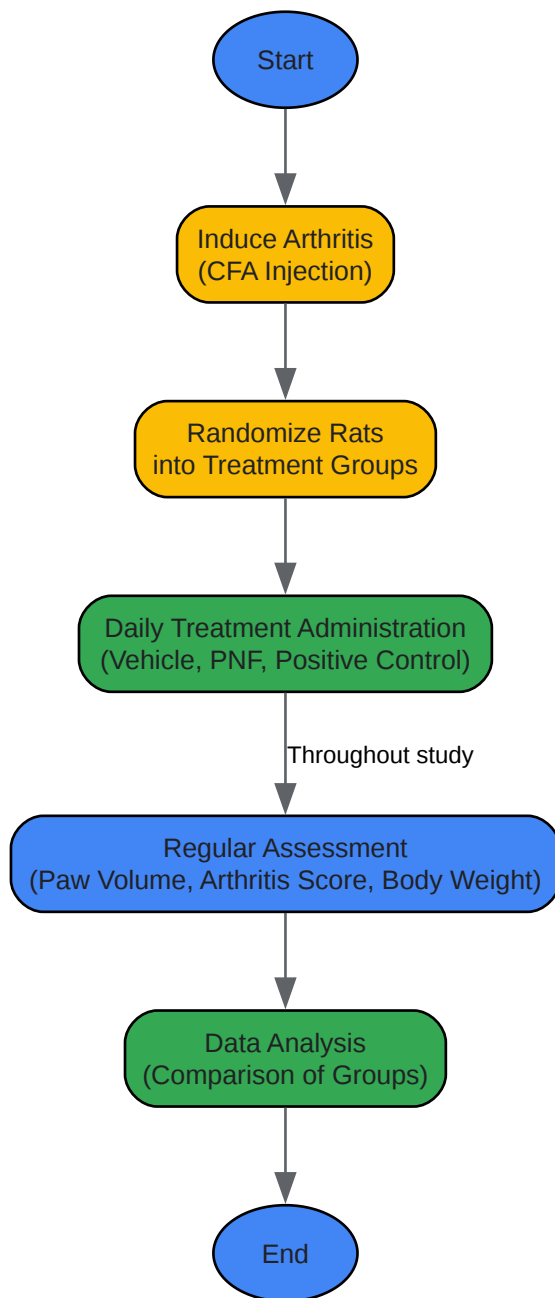 Start
Induce Arthritis
(CFA Injection)
Randomize Rats
into Treatment Groups
Daily Treatment Administration
(Vehicle, PNF, Positive Control)
Throughout study
Regular Assessment
(Paw Volume, Arthritis Score, Body Weight)
Data Analysis
(Comparison of Groups)
End